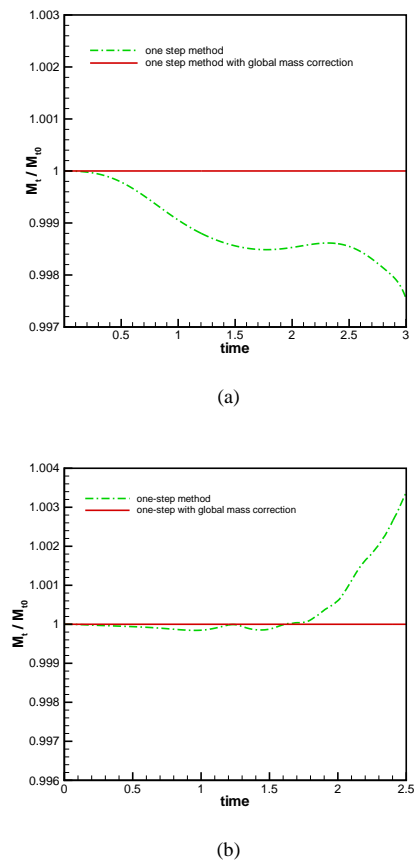 1.003
1.002
one step method
one step method with global mass correction
1.001
M_t / M_t0
1
0.999
0.998
0.997
0.5
1
1.5
2
2.5
3
time
(a)
1.004
1.003
one-step method
one-step with global mass correction
1.002
1.001
M_t / M_t0
1
0.999
0.998
0.997
0.996
0
0.5
1
1.5
2
2.5
time
(b)